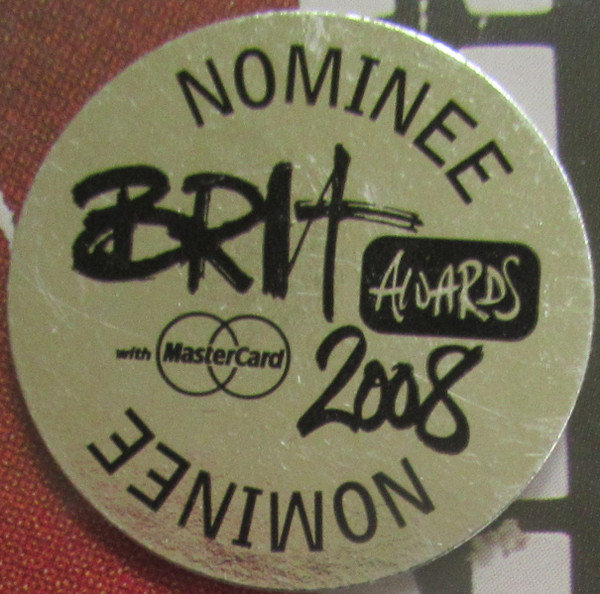 NOMINEE
BRIT
AWARDS
with MasterCard
2008
NOMINEE